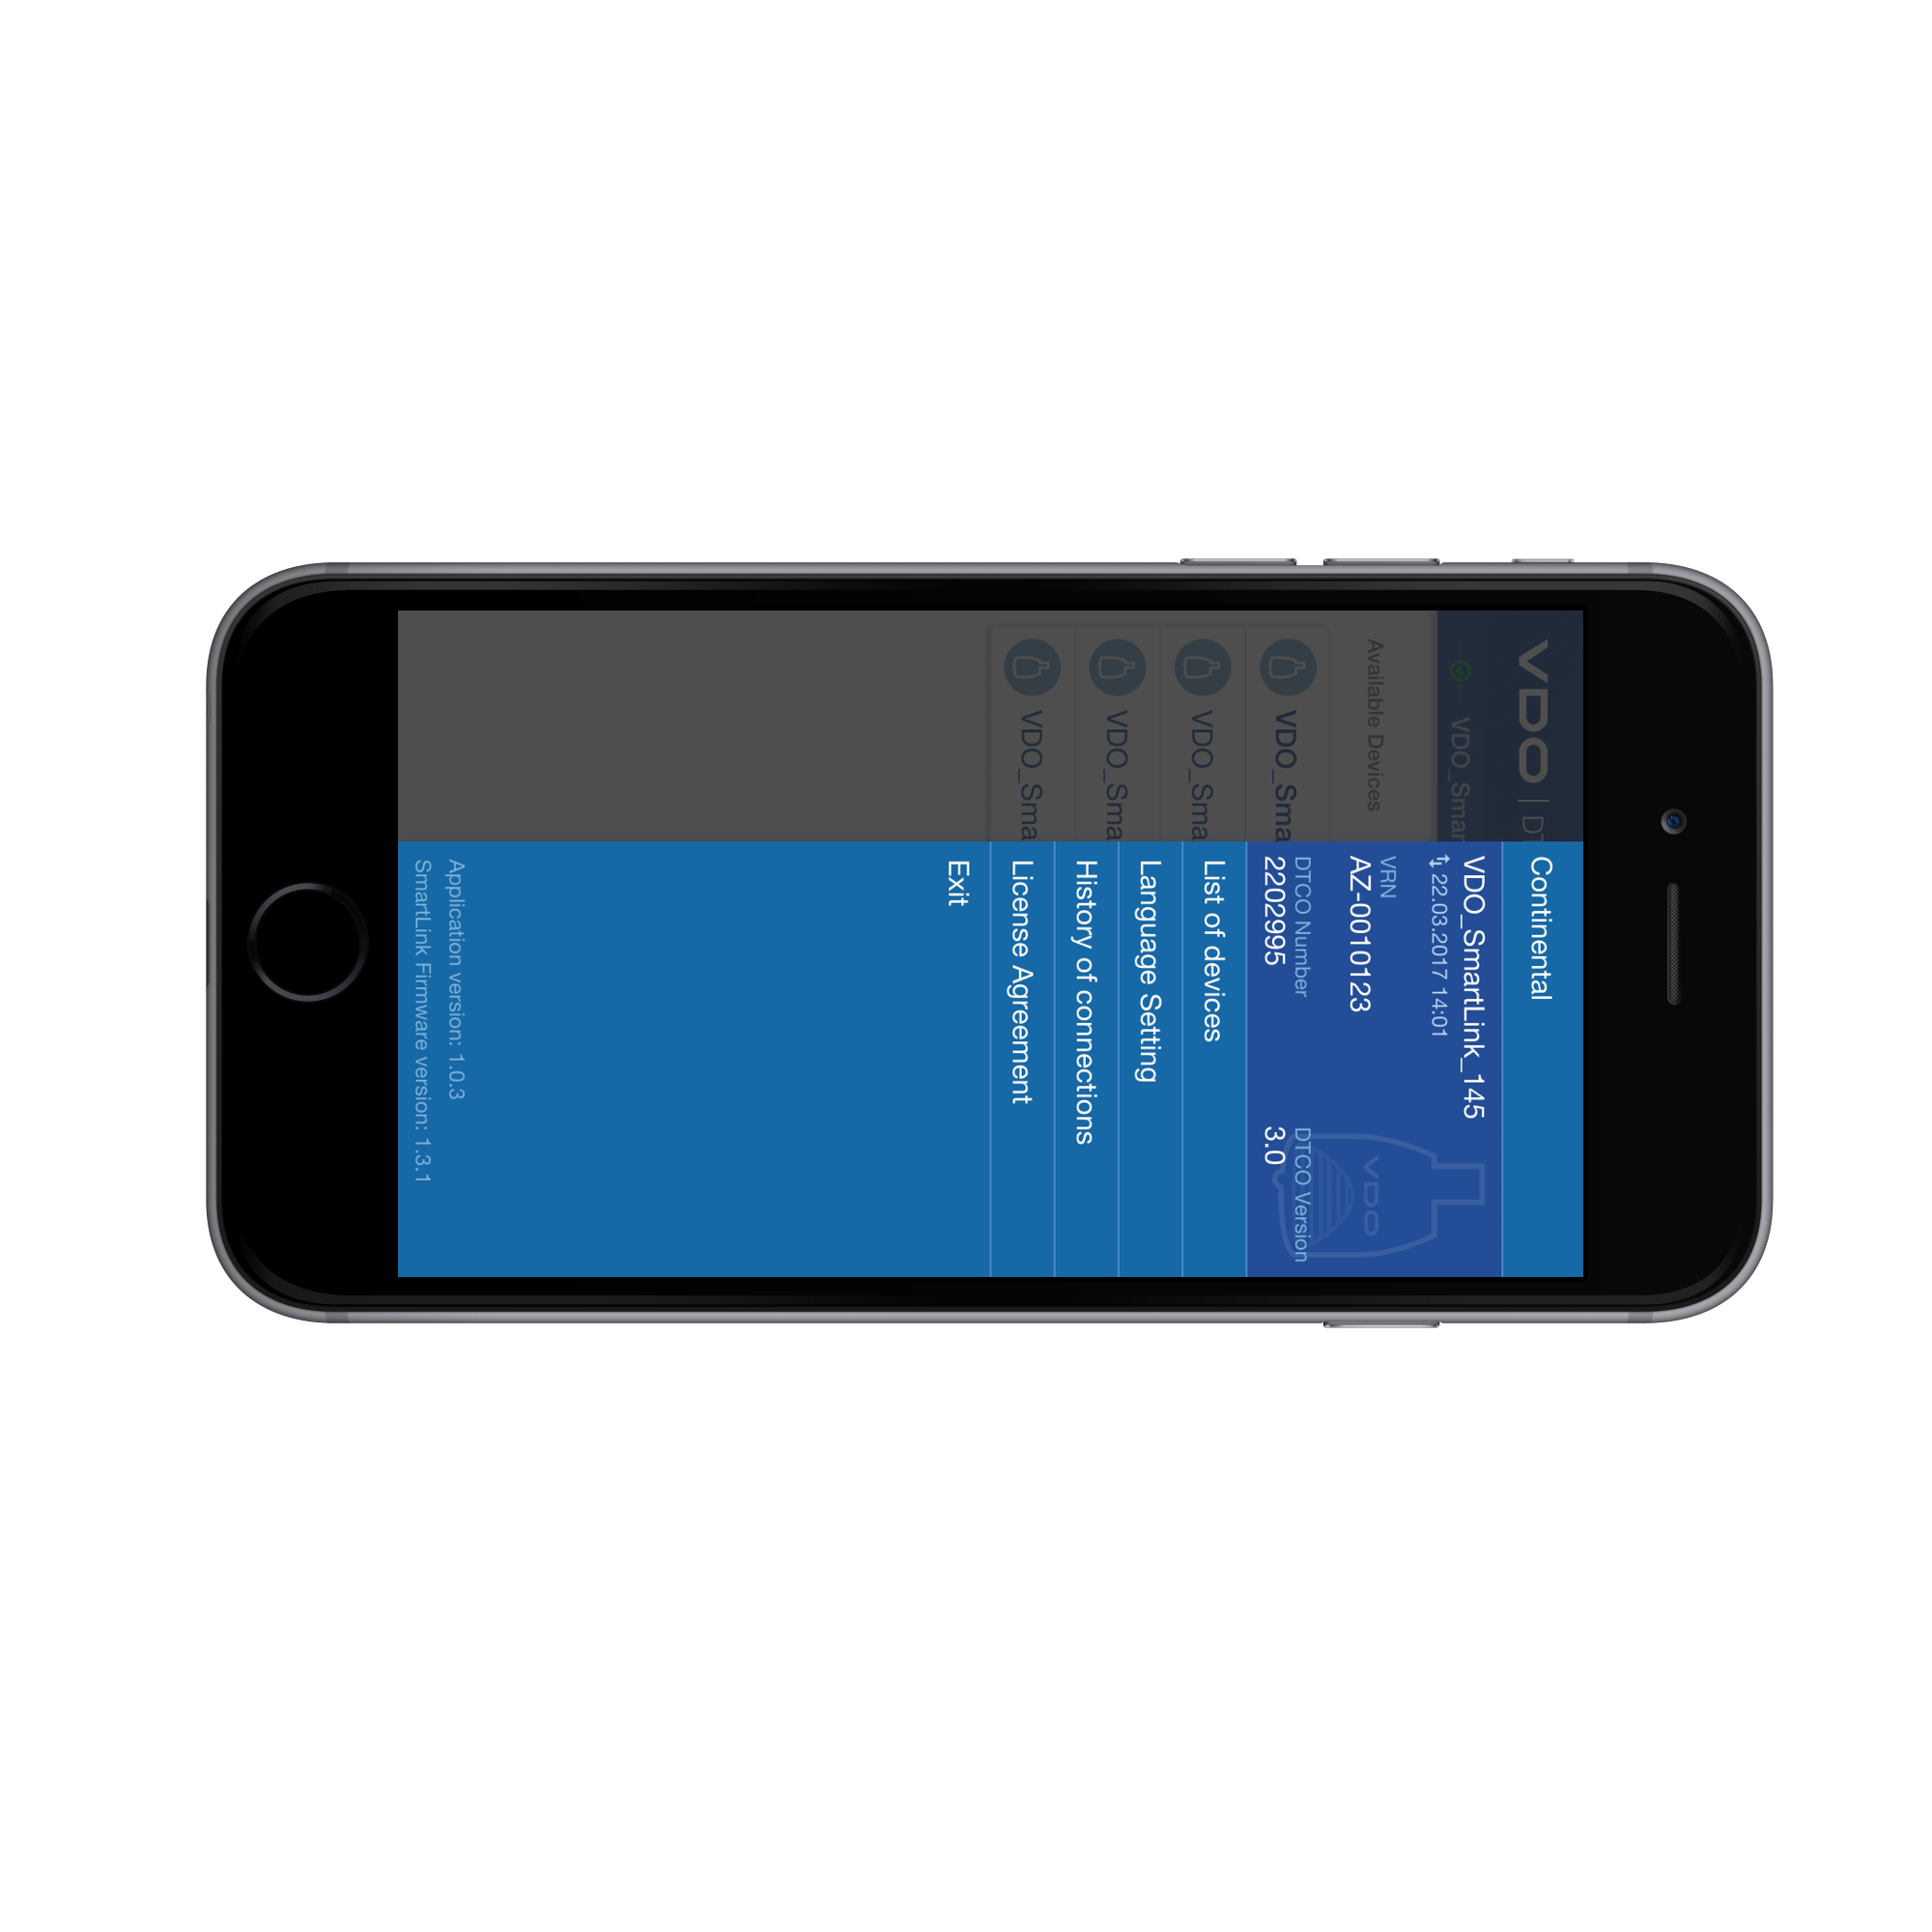 VDO | DT
VDO_Smar
Available Devices
VDO_Sma
VDO_Sma
VDO_Sma
VDO_Sma
Continental
VDO_SmartLink_145
22.03.2017 14:01
VRN
AZ-0010123
DTCO Number
2202995
DTCO Version
3.0
VDO
List of devices
Language Setting
History of connections
License Agreement
Exit
Application version: 1.0.3
SmartLink Firmware version: 1.3.1